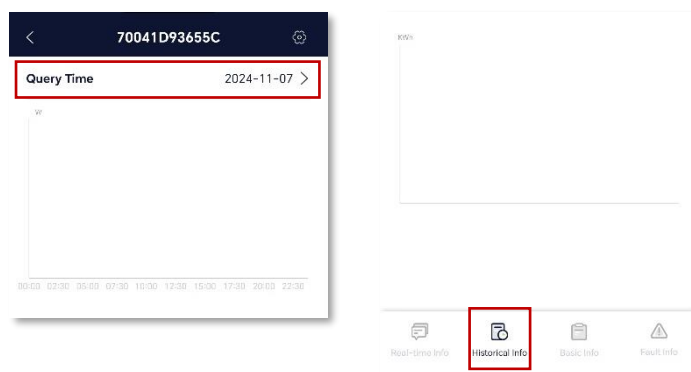 70041D93655C
Query Time 2024-11-07
W
00:00 02:30 05:00 07:30 10:00 12:30 15:00 17:30 20:00 22:30
KWh
Real-time Info Historical Info Basic Info Fault Info